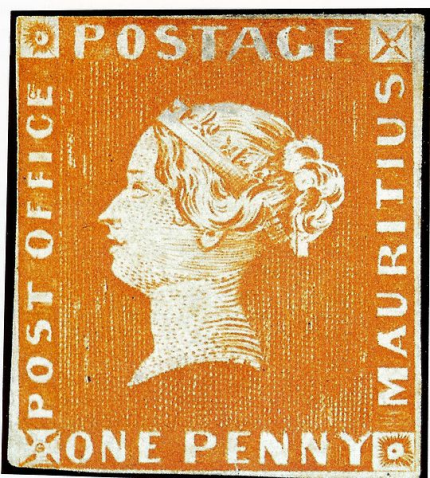 POSTAGE
POST OFFICE
MAURITIUS
ONE PENNY